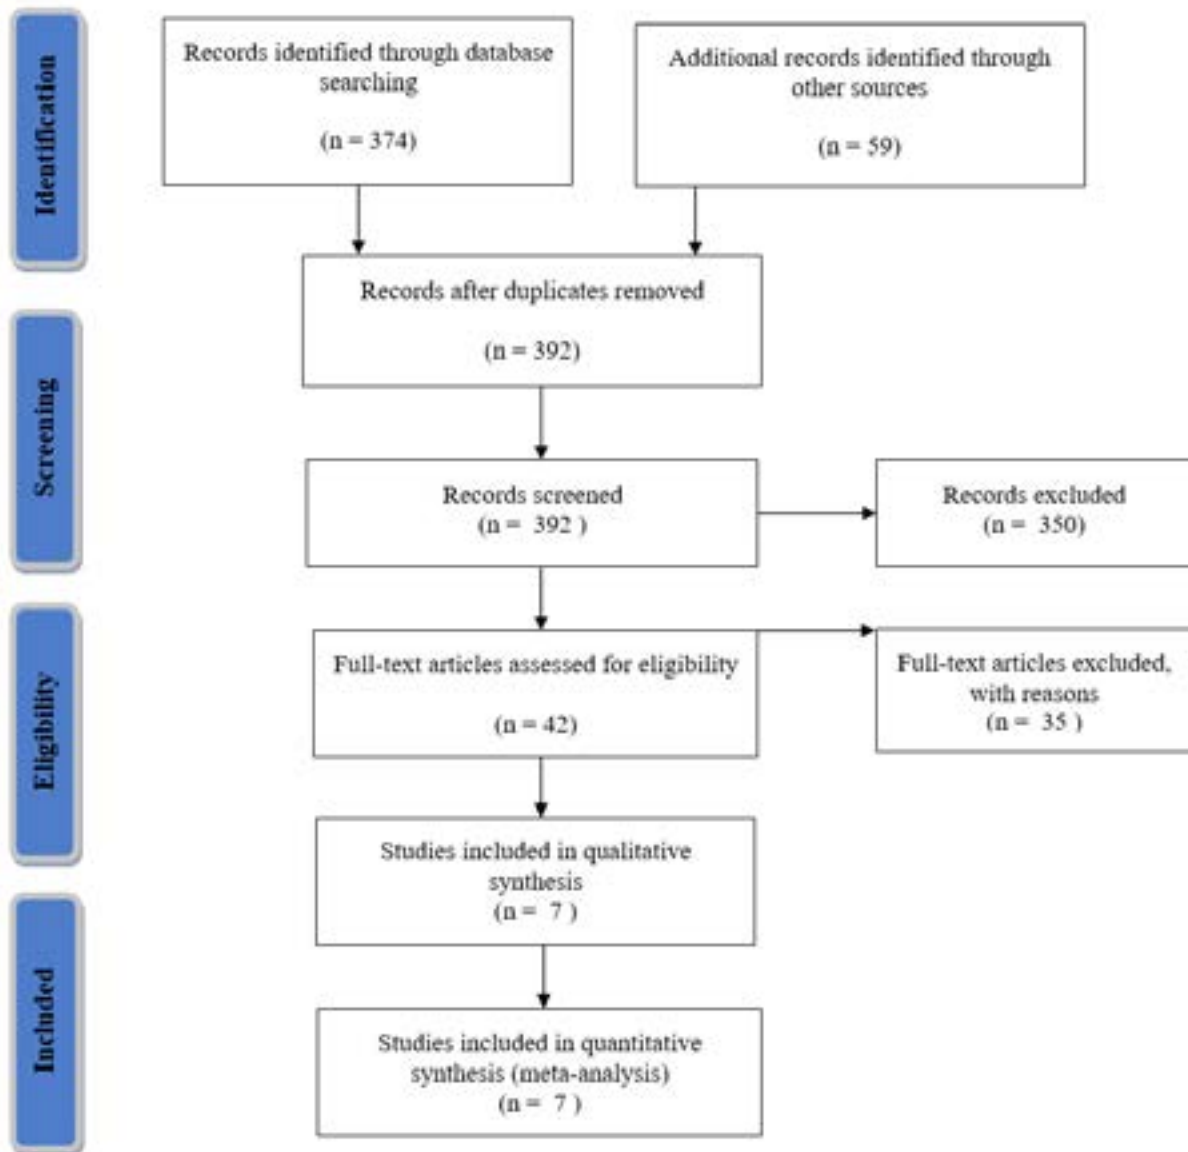 Identification
Records identified through database
searching
(n = 374)
Additional records identified through
other sources
(n = 59)
Records after duplicates removed
(n = 392)
Screening
Records screened
(n = 392 )
Records excluded
(n = 350)
Eligibility
Full-text articles assessed for eligibility
(n = 42)
Full-text articles excluded,
with reasons
(n = 35 )
Studies included in qualitative
synthesis
(n = 7 )
Included
Studies included in quantitative
synthesis (meta-analysis)
(n = 7 )